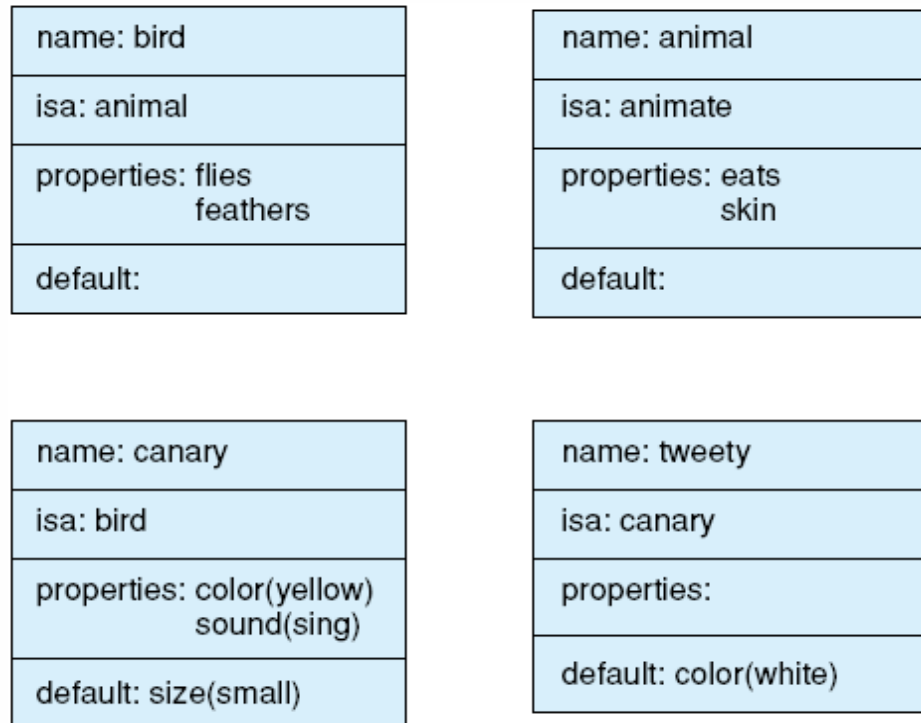 name: bird
isa: animal
properties: flies
feathers
default:
name: animal
isa: animate
properties: eats
skin
default:
name: canary
isa: bird
properties: color(yellow)
sound(sing)
default: size(small)
name: tweety
isa: canary
properties:
default: color(white)